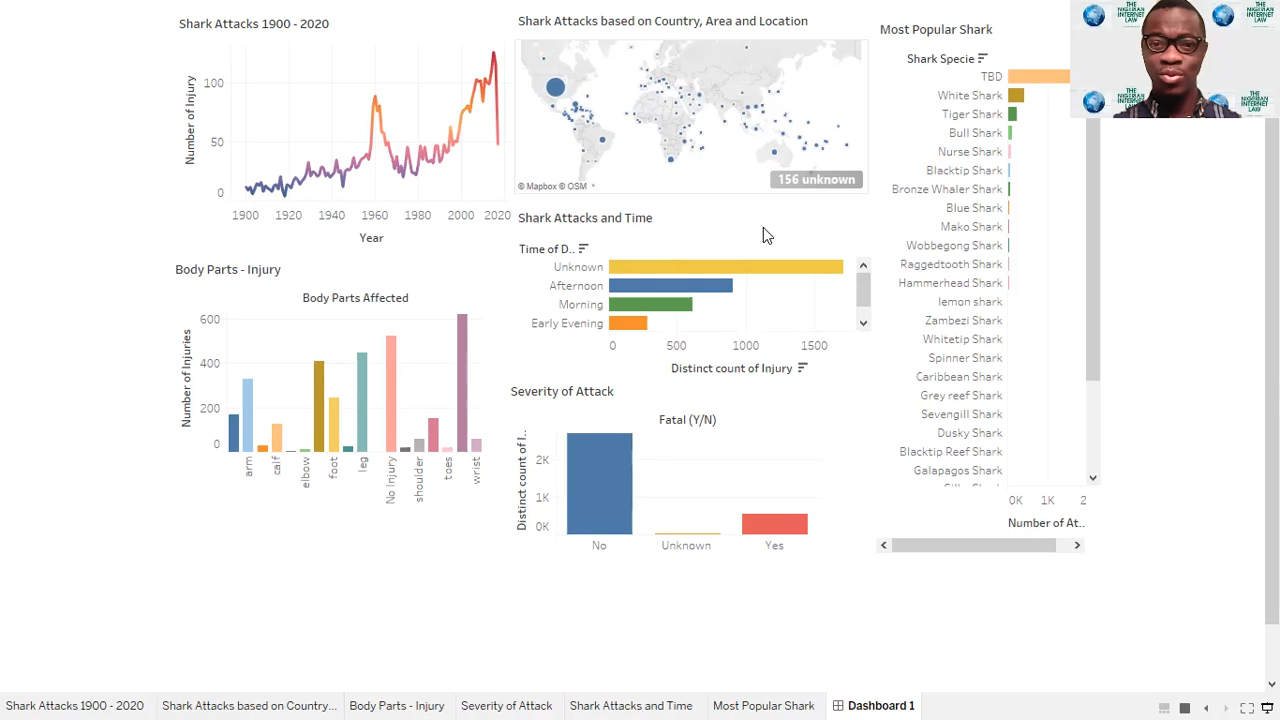 Shark Attacks 1900 - 2020
Number of Injury
100
50
0
1900 1920 1940 1960 1980 2000 2020
Year
Body Parts - Injury
Body Parts Affected
Number of Injuries
600
400
200
0
arm
calf
elbow
foot
leg
No Injury
shoulder
toes
wrist
Shark Attacks based on Country, Area and Location
© Mapbox © OSM
156 unknown
Shark Attacks and Time
Time of D..
Unknown
Afternoon
Morning
Early Evening
0 500 1000 1500
Distinct count of Injury
Severity of Attack
Fatal (Y/N)
Distinct count of I..
2K
1K
0K
No Unknown Yes
Most Popular Shark
Shark Specie
TBD
White Shark
Tiger Shark
Bull Shark
Nurse Shark
Blacktip Shark
Bronze Whaler Shark
Blue Shark
Mako Shark
Wobbegong Shark
Raggedtooth Shark
Hammerhead Shark
lemon shark
Zambezi Shark
Whitetip Shark
Spinner Shark
Caribbean Shark
Grey reef Shark
Sevengill Shark
Dusky Shark
Blacktip Reef Shark
Galapagos Shark
0K 1K 2
Number of At..
THE
NIGERIAN
INTERNET
LAW
Shark Attacks 1900 - 2020
Shark Attacks based on Country...
Body Parts - Injury
Severity of Attack
Shark Attacks and Time
Most Popular Shark
Dashboard 1